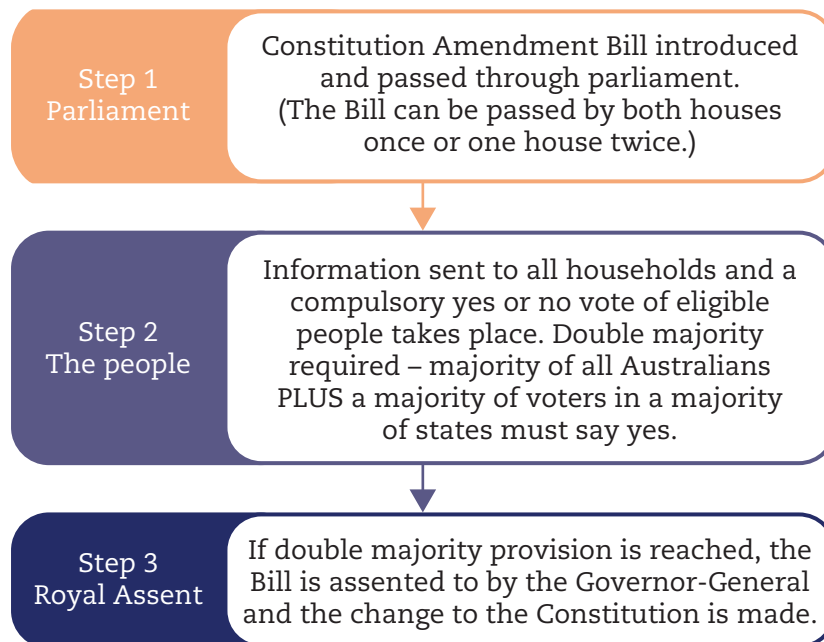 Step 1
Parliament
Constitution Amendment Bill introduced
and passed through parliament.
(The Bill can be passed by both houses
once or one house twice.)
Step 2
The people
Information sent to all households and a
compulsory yes or no vote of eligible
people takes place. Double majority
required – majority of all Australians
PLUS a majority of voters in a majority
of states must say yes.
Step 3
Royal Assent
If double majority provision is reached, the
Bill is assented to by the Governor-General
and the change to the Constitution is made.